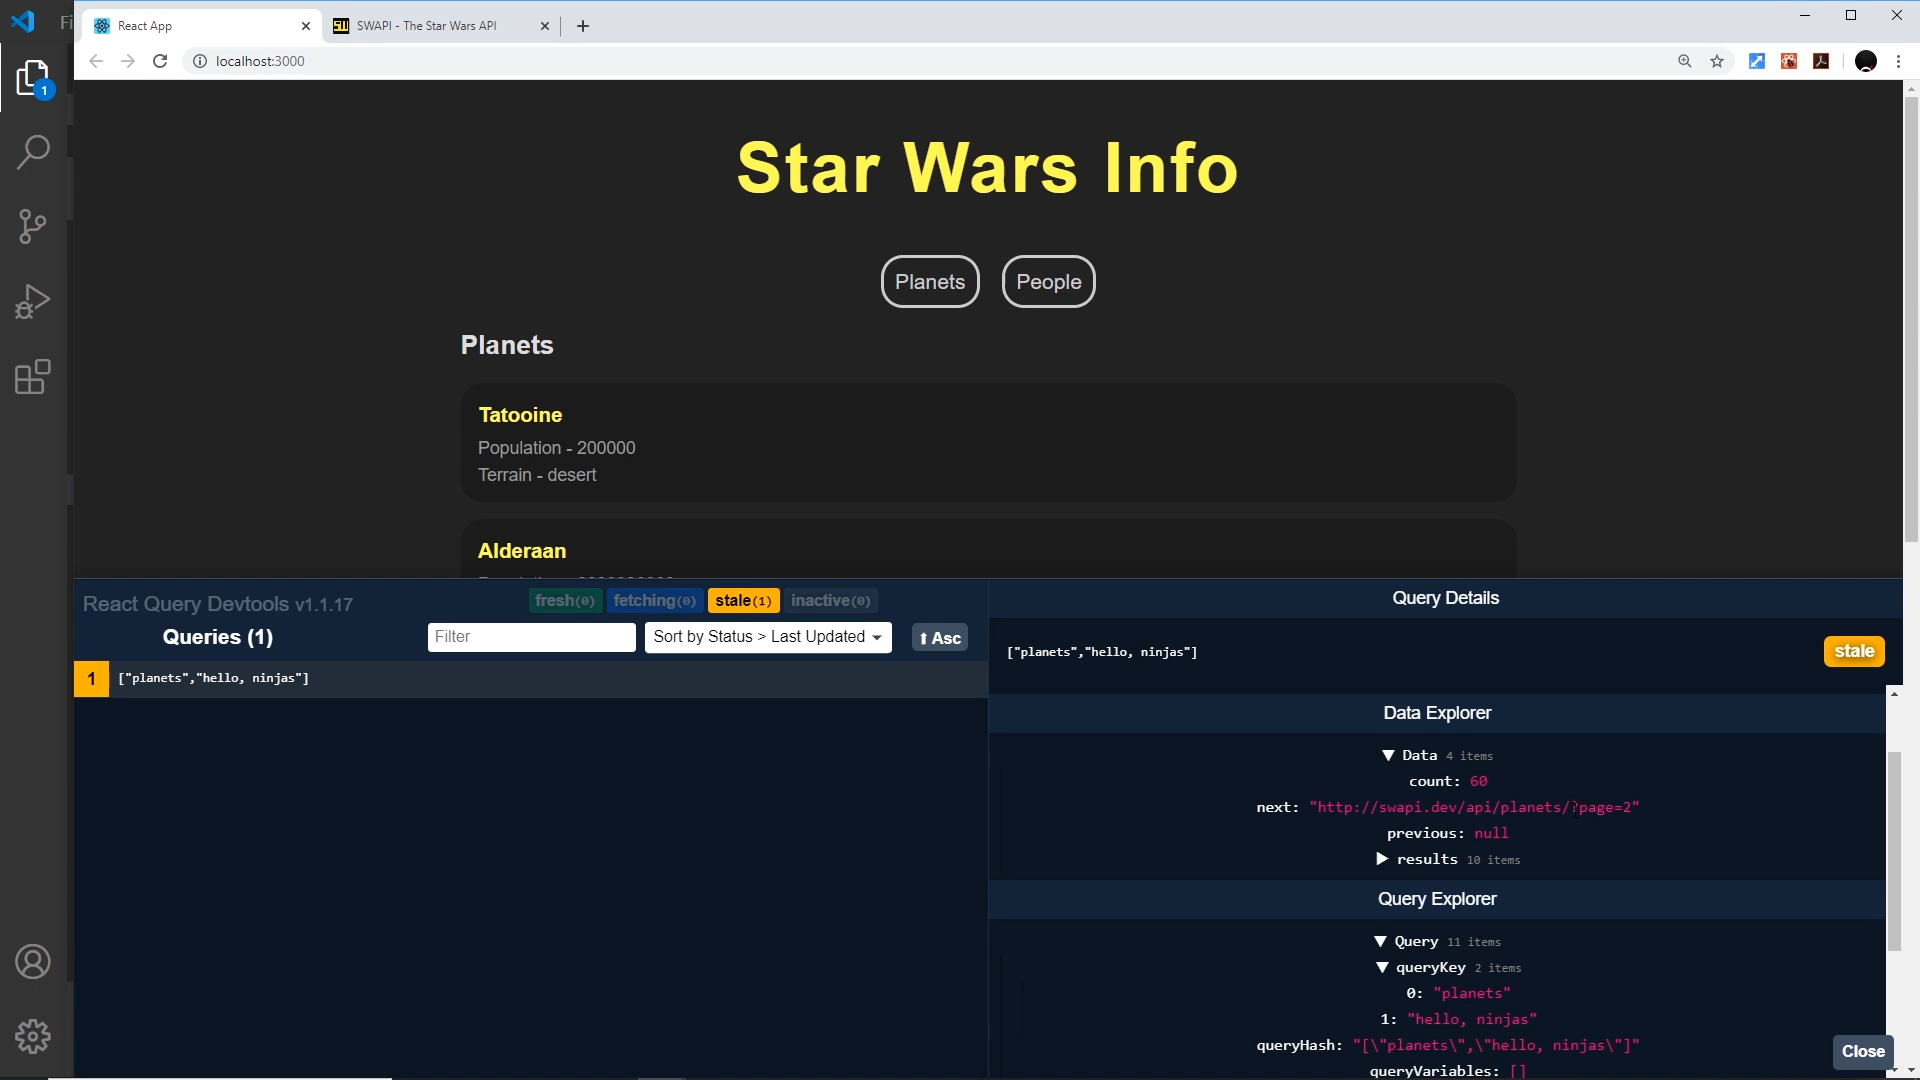 Fi
React App
SWAPI - The Star Wars API
localhost:3000
1
Star Wars Info
Planets
People
Planets
Tatooine
Population - 200000
Terrain - desert
Alderaan
React Query Devtools v1.1.17
fresh(0)
fetching(0)
stale(1)
inactive(0)
Queries (1)
Filter
Sort by Status > Last Updated
⬆ Asc
1
["planets","hello, ninjas"]
Query Details
["planets","hello, ninjas"]
stale
Data Explorer
▼ Data 4 items
count: 60
next: "http://swapi.dev/api/planets/?page=2"
previous: null
▶ results 10 items
Query Explorer
▼ Query 11 items
▼ queryKey 2 items
0: "planets"
1: "hello, ninjas"
queryHash: "[\"planets\",\"hello, ninjas\"]"
queryVariables: []
Close